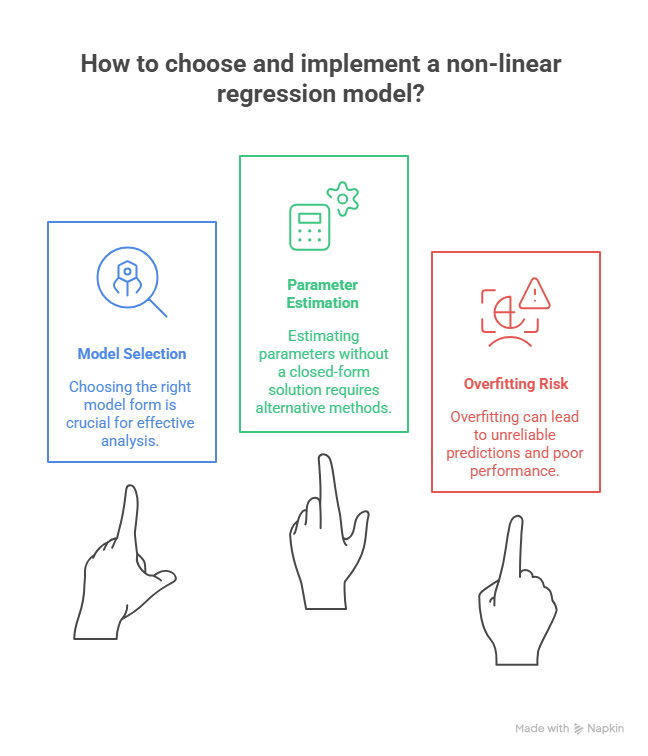 How to choose and implement a non-linear
regression model?
Model Selection
Choosing the right
model form is
crucial for effective
analysis.
Parameter
Estimation
Estimating
parameters without
a closed-form
solution requires
alternative methods.
Overfitting Risk
Overfitting can lead
to unreliable
predictions and poor
performance.
Made with Napkin